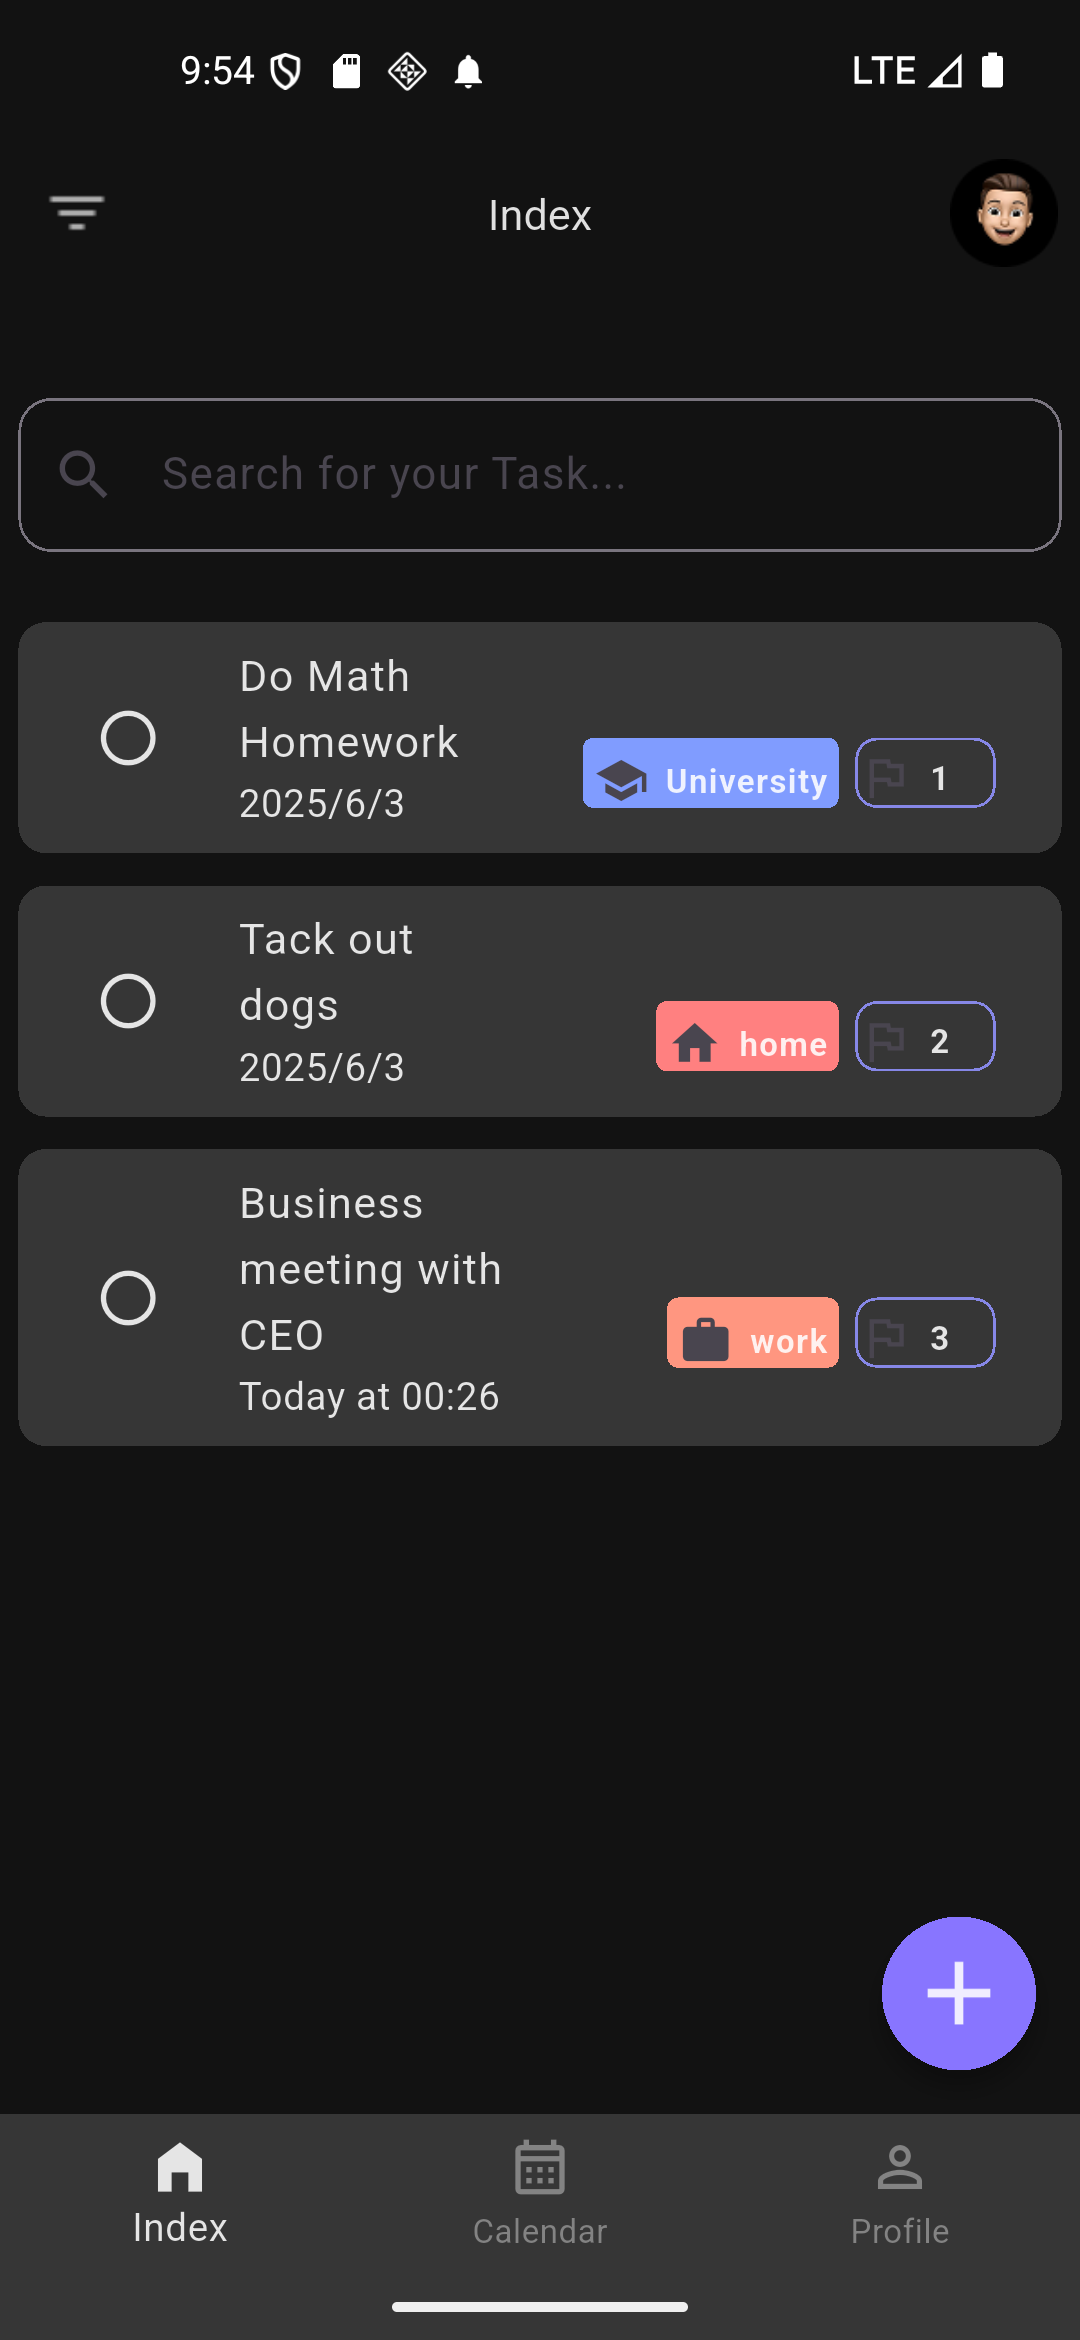 9:54 LTE
Index
Search for your Task...
Do Math
Homework
2025/6/3
University
1
Tack out
dogs
2025/6/3
home
2
Business
meeting with
CEO
Today at 00:26
work
3
Index
Calendar
Profile